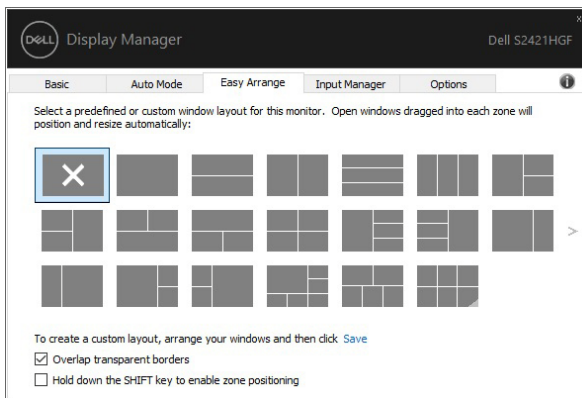 DELL Display Manager
Dell S2421HGF
Basic Auto Mode Easy Arrange Input Manager Options
Select a predefined or custom window layout for this monitor. Open windows dragged into each zone will
position and resize automatically:
To create a custom layout, arrange your windows and then click Save
Overlap transparent borders
Hold down the SHIFT key to enable zone positioning